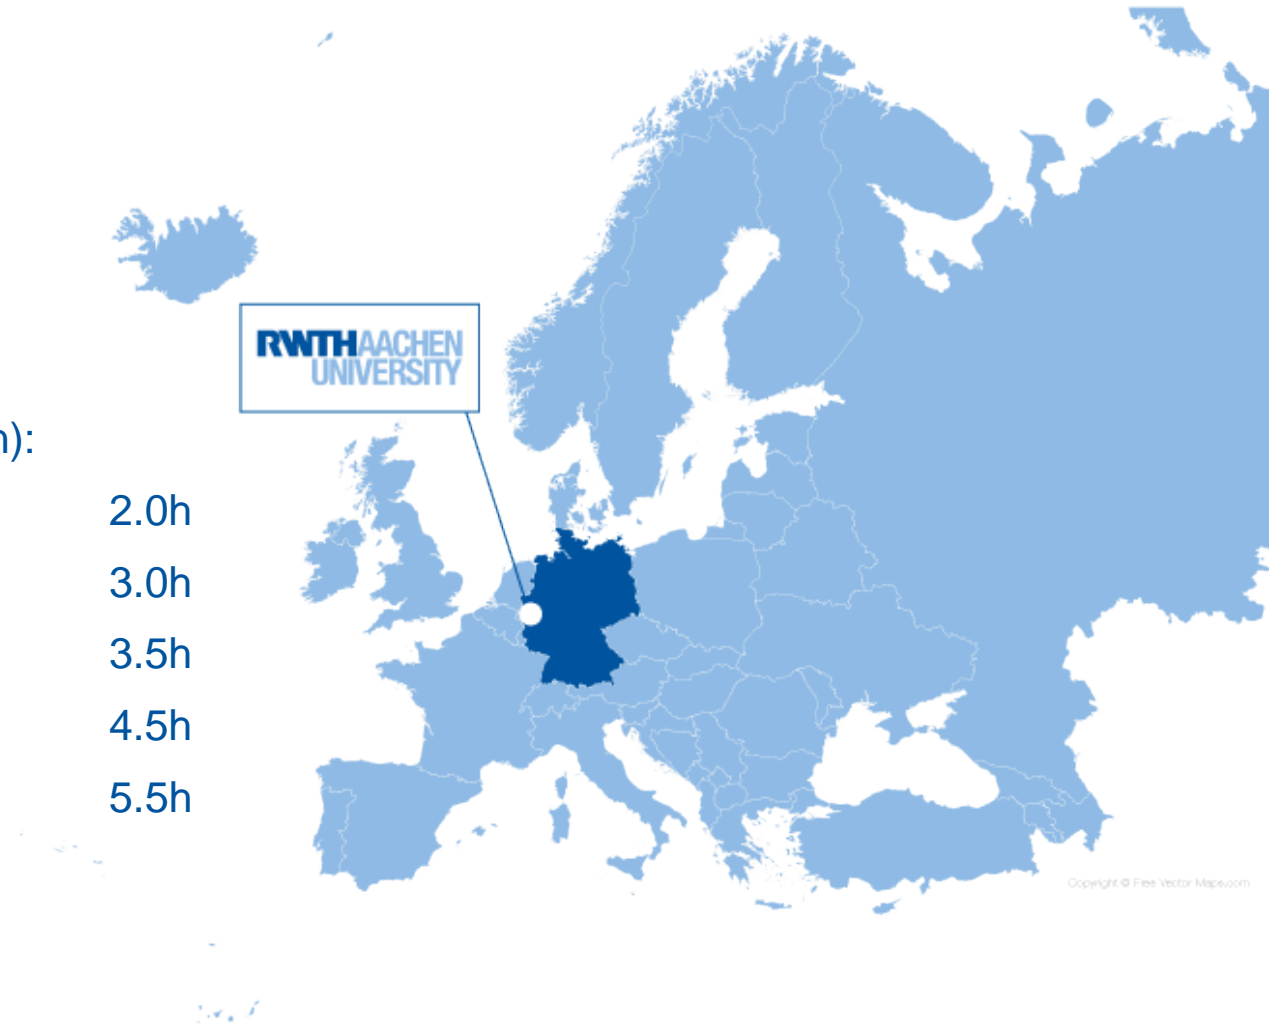 RWTHAACHEN
UNIVERSITY
):
2.0h
3.0h
3.5h
4.5h
5.5h
Copyright © Free Vector Maps.com